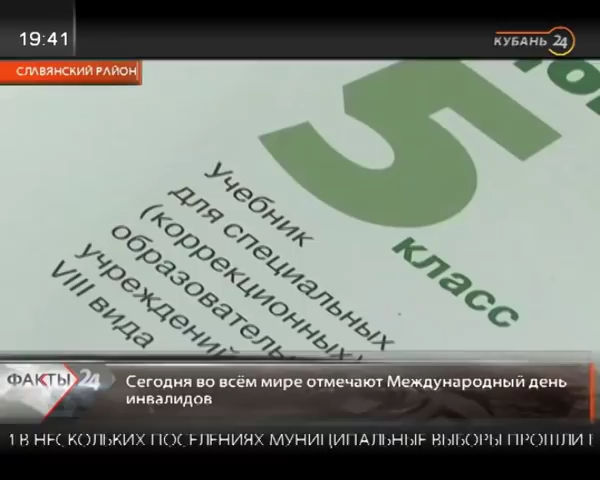 19:41
КУБАНЬ 24
СЛАВЯНСКИЙ РАЙОН
5
класс
Учебник
для специальных
(коррекционных)
учреждений
VIII вида
ФАКТЫ 24
Сегодня во всём мире отмечают Международный день
инвалидов
1 В НЕСКОЛЬКИХ ПОСЕЛЕНИЯХ МУНИЦИПАЛЬНЫЕ ВЫБОРЫ ПРОШЛИ